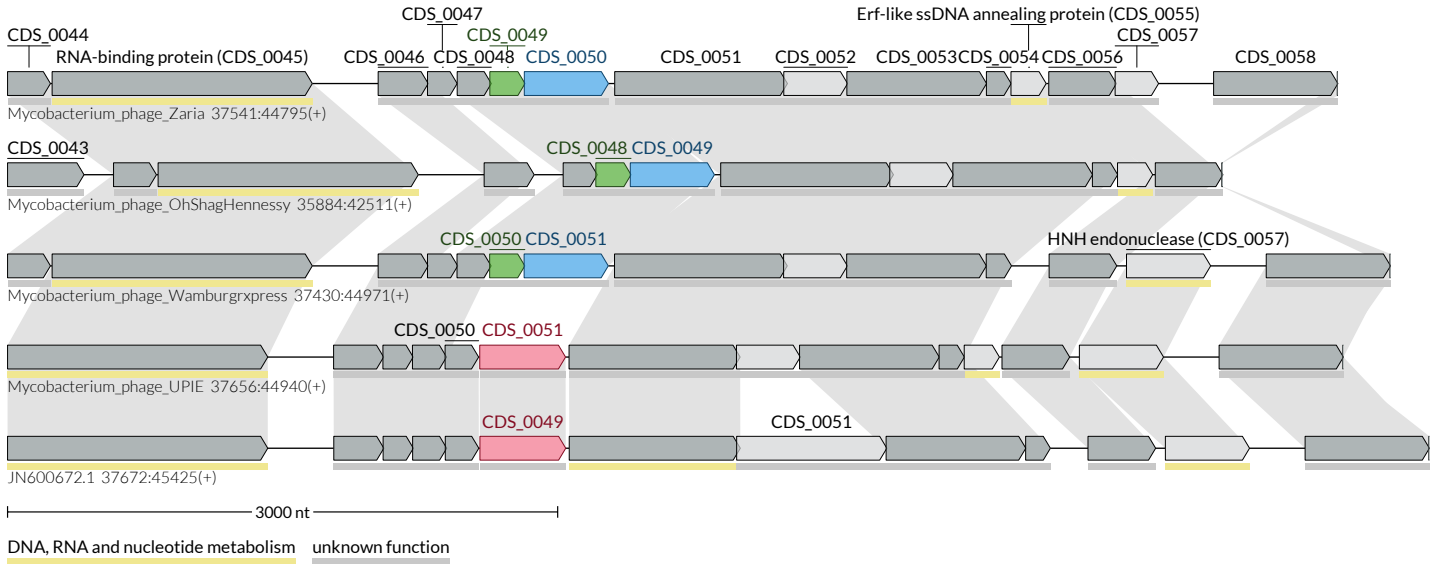 CDS_0047
Erf-like ssDNA annealing protein (CDS_0055)
CDS_0044
CDS_0049
CDS_0057
RNA-binding protein (CDS_0045)
CDS_0046
CDS_0048
CDS_0050
CDS_0051
CDS_0052
CDS_0053
CDS_0054
CDS_0056
CDS_0058
Mycobacterium_phage_Zaria 37541:44795(+)
CDS_0043
CDS_0048
CDS_0049
Mycobacterium_phage_OhShagHennessy 35884:42511(+)
CDS_0050
CDS_0051
HNH endonuclease (CDS_0057)
Mycobacterium_phage_Wamburgrxpress 37430:44971(+)
CDS_0050
CDS_0051
Mycobacterium_phage_UPIE 37656:44940(+)
CDS_0049
CDS_0051
JN600672.1 37672:45425(+)
3000 nt
DNA, RNA and nucleotide metabolism
unknown function